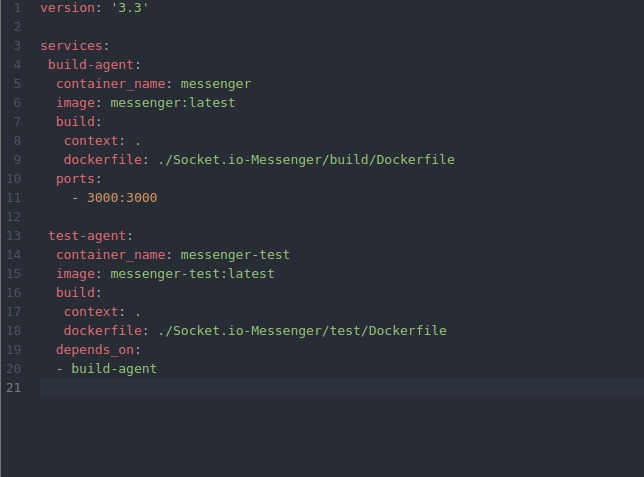 1 version: '3.3'
2
3 services:
4  build-agent:
5   container_name: messenger
6   image: messenger:latest
7   build:
8    context: .
9    dockerfile: ./Socket.io-Messenger/build/Dockerfile
10   ports:
11     - 3000:3000
12
13  test-agent:
14   container_name: messenger-test
15   image: messenger-test:latest
16   build:
17    context: .
18    dockerfile: ./Socket.io-Messenger/test/Dockerfile
19   depends_on:
20   - build-agent
21